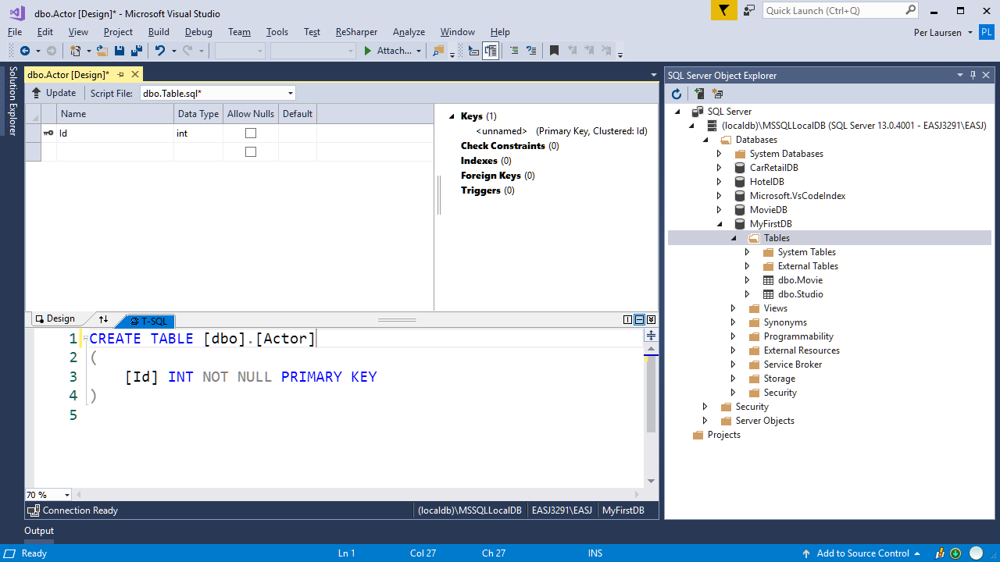 dbo.Actor [Design]* - Microsoft Visual Studio
Quick Launch (Ctrl+Q)
File Edit View Project Build Debug Team Tools Test ReSharper Analyze Window Help
Per Laursen PL
Attach...
Solution Explorer
dbo.Actor [Design]*
Update Script File: dbo.Table.sql*
Name Data Type Allow Nulls Default
Id int
Keys (1)
<unnamed> (Primary Key, Clustered: Id)
Check Constraints (0)
Indexes (0)
Foreign Keys (0)
Triggers (0)
Design T-SQL
1 CREATE TABLE [dbo].[Actor]
2 (
3 [Id] INT NOT NULL PRIMARY KEY
4 )
5
70 %
Connection Ready (localdb)\MSSQLLocalDB EASJ3291\EASJ MyFirstDB
SQL Server Object Explorer
SQL Server
(localdb)\MSSQLLocalDB (SQL Server 13.0.4001 - EASJ3291\EASJ)
Databases
System Databases
CarRetailDB
HotelDB
Microsoft.VsCodeIndex
MovieDB
MyFirstDB
Tables
System Tables
External Tables
dbo.Movie
dbo.Studio
Views
Synonyms
Programmability
External Resources
Service Broker
Storage
Security
Security
Server Objects
Projects
Output
Ready Ln 1 Col 27 Ch 27 INS Add to Source Control